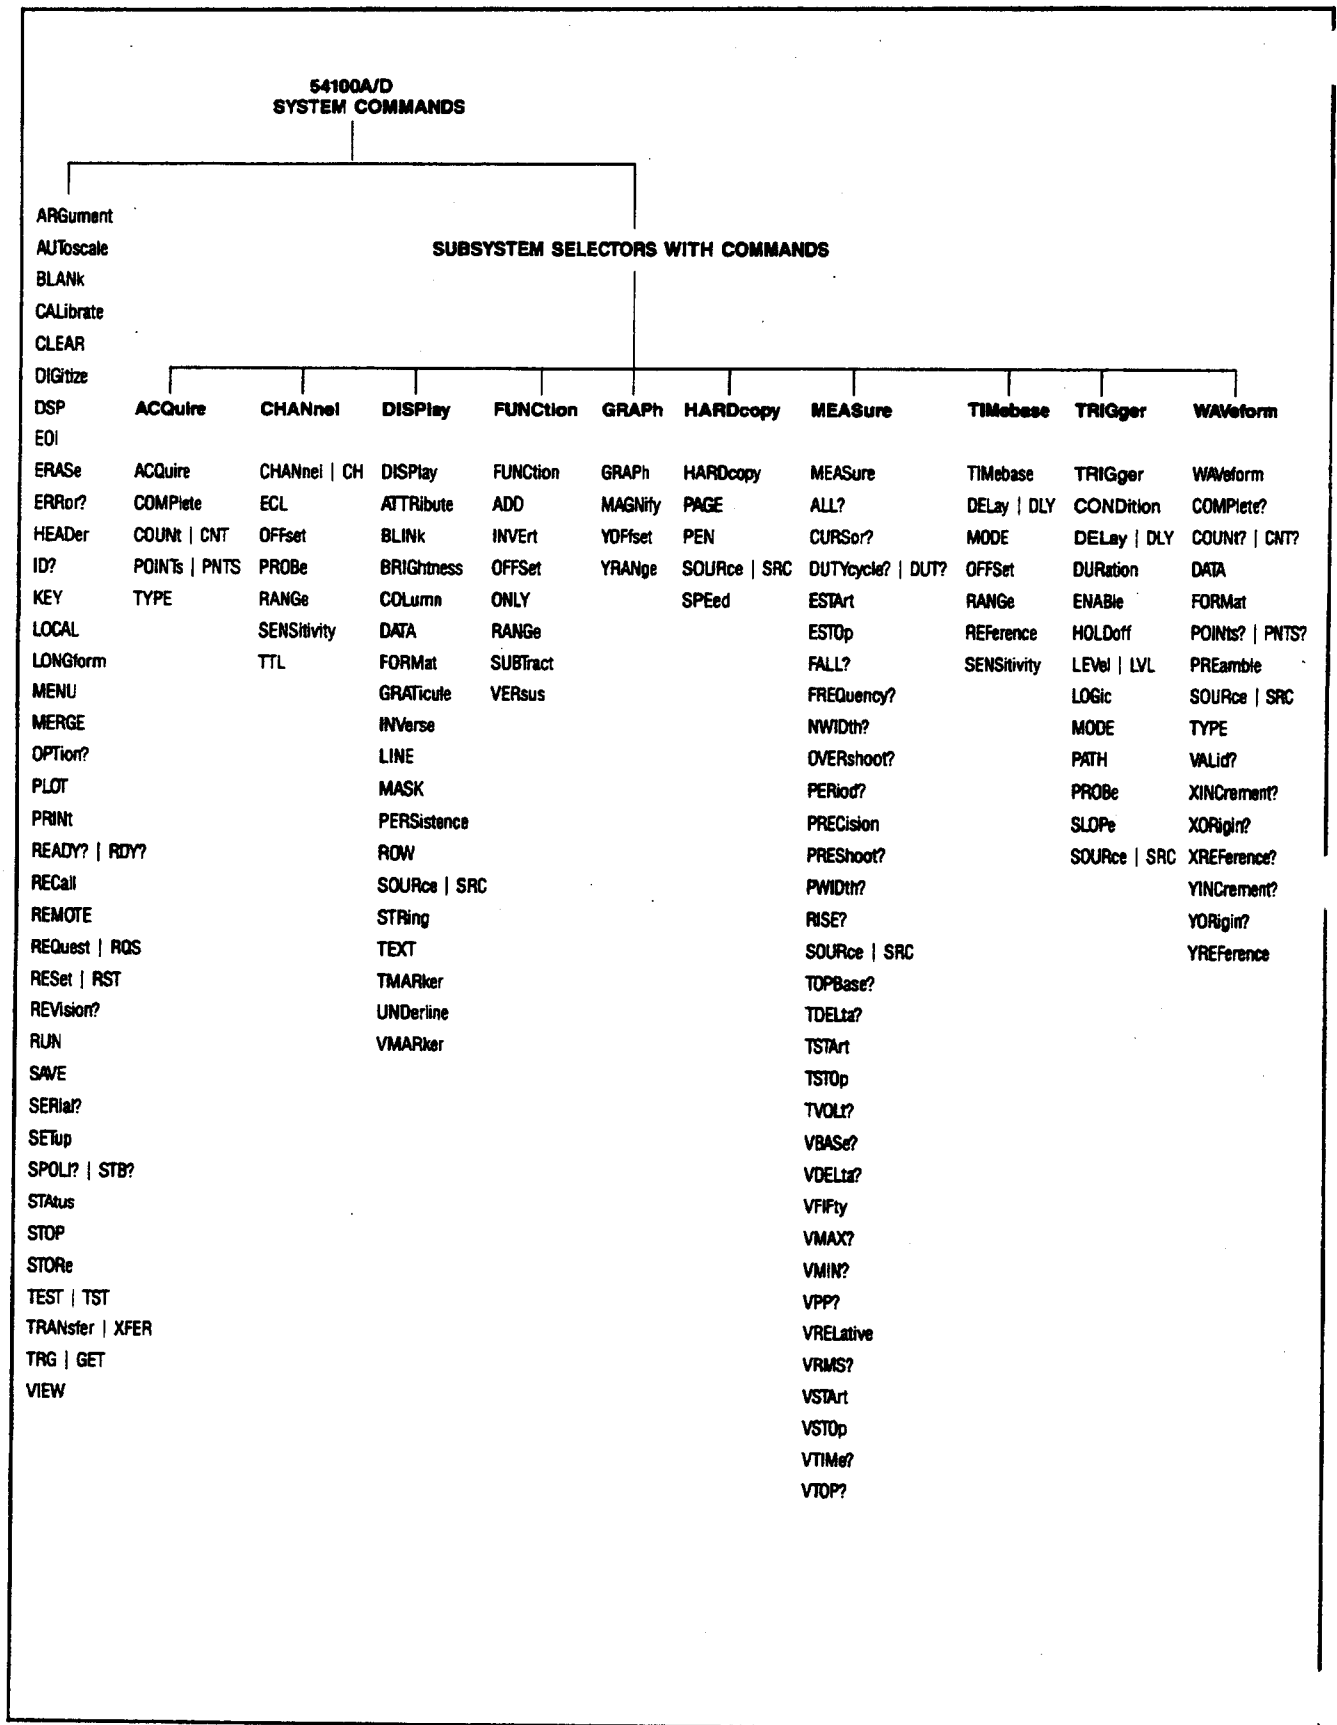 54100A/D
SYSTEM COMMANDS
SUBSYSTEM SELECTORS WITH COMMANDS
ARGument
AUToscale
BLANk
CALibrate
CLEAR
DIGitize
DSP
EOI
ERASe
ERRor?
HEADer
ID?
KEY
LOCAL
LONGform
MENU
MERGE
OPTion?
PLOT
PRINt
READY? | RDY?
RECall
REMOTE
REQuest | RQS
RESet | RST
REVision?
RUN
SAVE
SERial?
SETup
SPOLl? | STB?
STAtus
STOP
STORe
TEST | TST
TRANsfer | XFER
TRG | GET
VIEW
ACQuire
ACQuire
COMPlete
COUNt | CNT
POINTs | PNTS
TYPE
CHANnel
CHANnel | CH
ECL
OFFset
PROBe
RANGe
SENSitivity
TTL
DISPlay
DISPlay
ATTRibute
BLINk
BRIGhtness
COLumn
DATA
FORMat
GRATicule
INVerse
LINE
MASK
PERSistence
ROW
SOURce | SRC
STRing
TEXT
TMARker
UNDerline
VMARker
FUNCtion
FUNCtion
ADD
INVErt
OFFSet
ONLY
RANGe
SUBTract
VERsus
GRAPh
GRAPh
MAGNify
YOFfset
YRANge
HARDcopy
HARDcopy
PAGE
PEN
SOURce | SRC
SPEed
MEASure
MEASure
ALL?
CURSor?
DUTYcycle? | DUT?
ESTArt
ESTOp
FALL?
FREQuency?
NWIDth?
OVERshoot?
PERiod?
PRECision
PREShoot?
PWIDth?
RISE?
SOURce | SRC
TOPBase?
TDELta?
TSTArt
TSTOp
TVOLt?
VBASe?
VDELta?
VFIFty
VMAX?
VMIN?
VPP?
VRELative
VRMS?
VSTArt
VSTOp
VTIMe?
VTOP?
TIMebase
TIMebase
DELay | DLY
MODE
OFFSet
RANGe
REFerence
SENSitivity
TRIGger
TRIGger
CONDition
DELay | DLY
DURation
ENABle
HOLDoff
LEVel | LVL
LOGic
MODE
PATH
PROBe
SLOPe
SOURce | SRC
WAVeform
WAVeform
COMPlete?
COUNt? | CNT?
DATA
FORMat
POINts? | PNTS?
PREamble
SOURce | SRC
TYPE
VALid?
XINCrement?
XORigin?
XREFerence?
YINCrement?
YORigin?
YREFerence